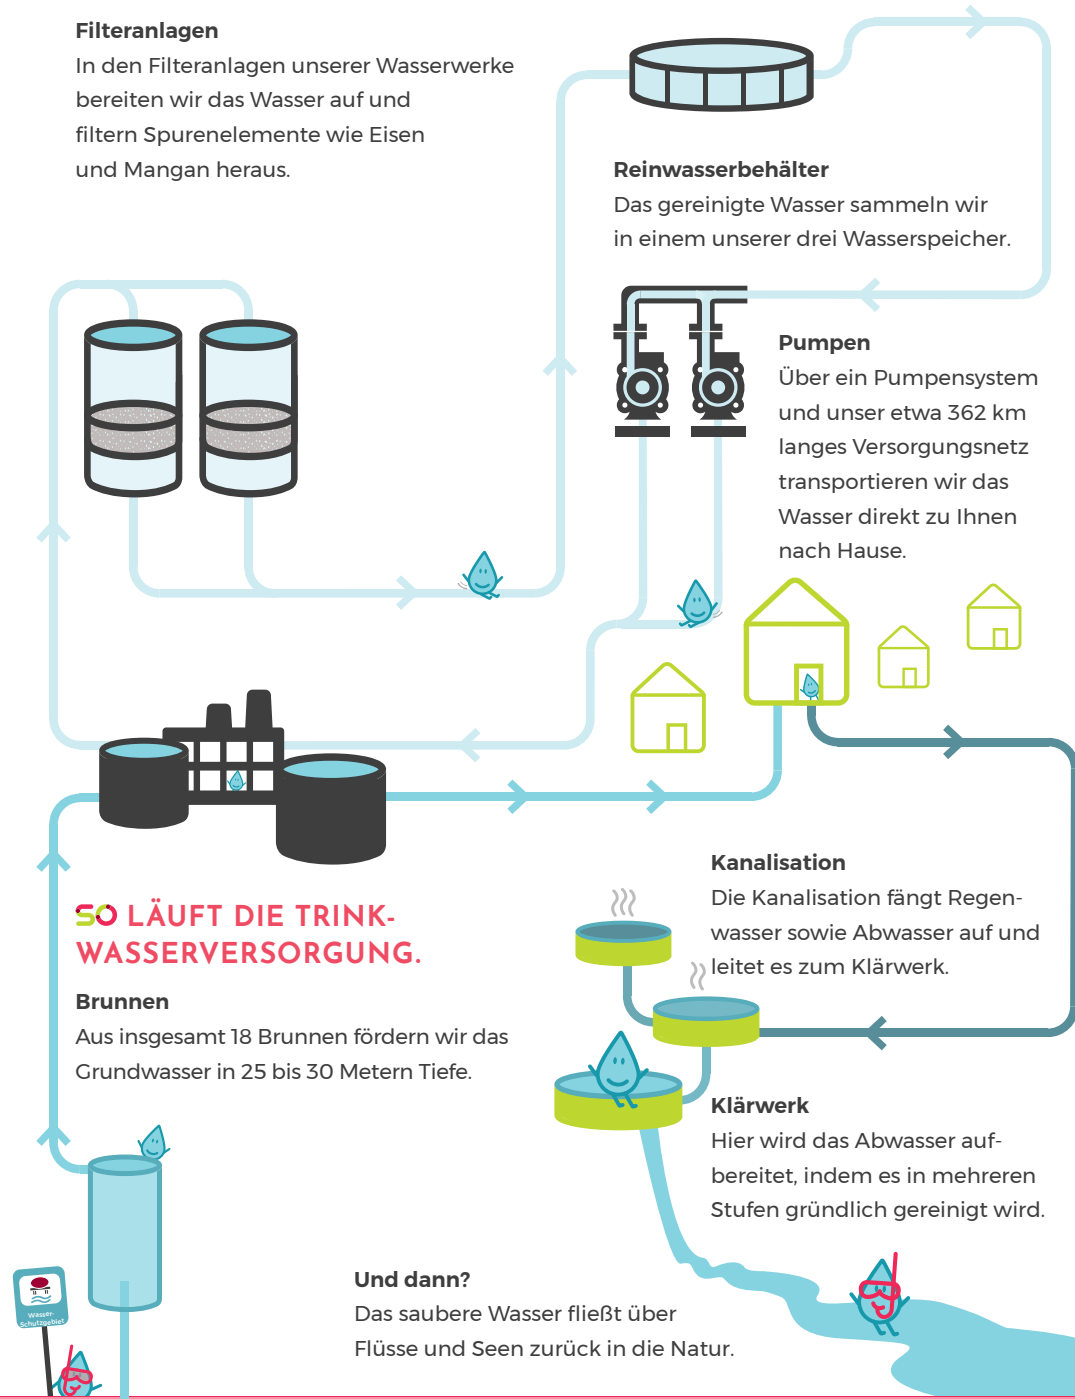 Filteranlagen
In den Filteranlagen unserer Wasserwerke
bereiten wir das Wasser auf und
filtern Spurenelemente wie Eisen
und Mangan heraus.
Reinwasserbehälter
Das gereinigte Wasser sammeln wir
in einem unserer drei Wasserspeicher.
Pumpen
Über ein Pumpensystem
und unser etwa 362 km
langes Versorgungsnetz
transportieren wir das
Wasser direkt zu Ihnen
nach Hause.
SO LÄUFT DIE TRINK-
WASSERVERSORGUNG.
Brunnen
Aus insgesamt 18 Brunnen fördern wir das
Grundwasser in 25 bis 30 Metern Tiefe.
Kanalisation
Die Kanalisation fängt Regen-
wasser sowie Abwasser auf und
leitet es zum Klärwerk.
Klärwerk
Hier wird das Abwasser auf-
bereitet, indem es in mehreren
Stufen gründlich gereinigt wird.
Und dann?
Das saubere Wasser fließt über
Flüsse und Seen zurück in die Natur.
Wasser-
Schutzgebiet